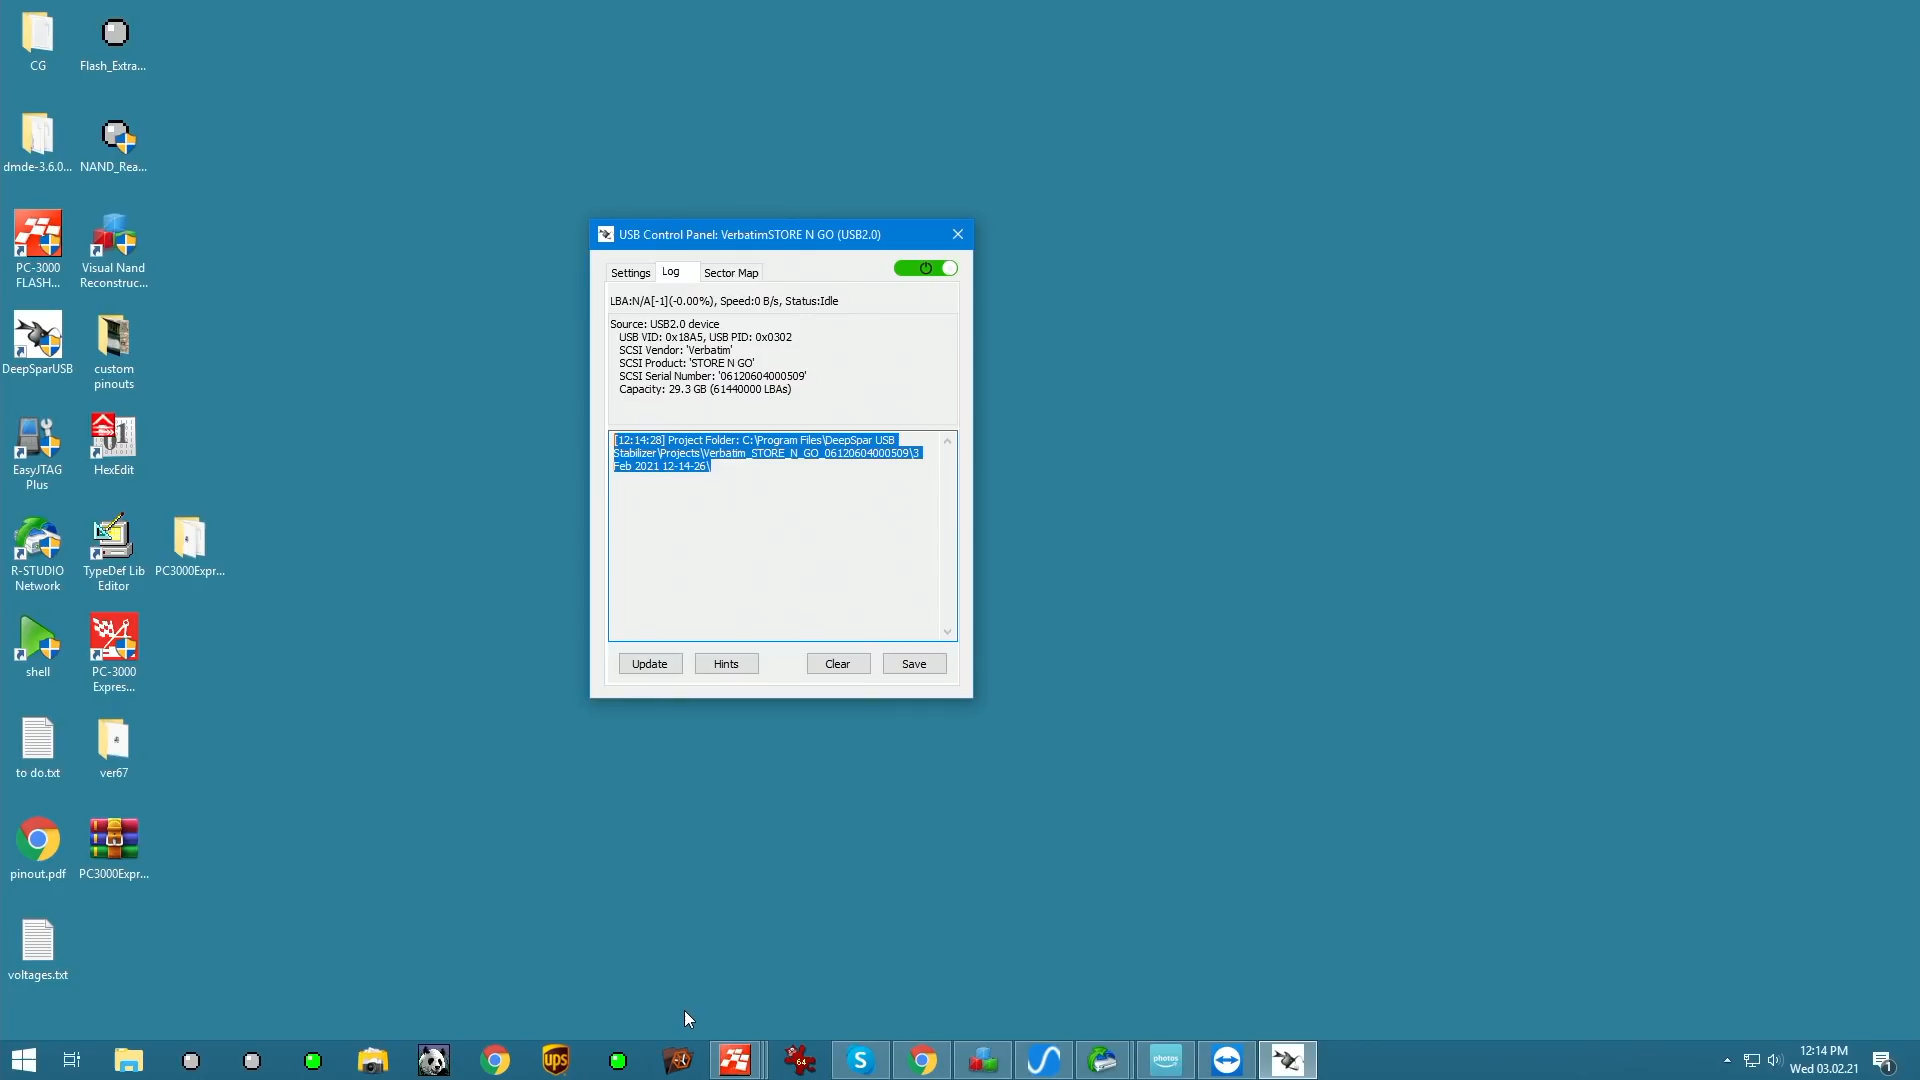 CG
Flash_Extra...
dmde-3.6.0...
NAND_Rea...
PC-3000
FLASH...
Visual Nand
Reconstruc...
DeepSparUSB
custom
pinouts
EasyJTAG
Plus
HexEdit
R-STUDIO
Network
TypeDef Lib
Editor
PC3000Expr...
shell
PC-3000
Expres...
to do.txt
ver67
pinout.pdf
PC3000Expr...
voltages.txt
USB Control Panel: VerbatimSTORE N GO (USB2.0)
Settings
Log
Sector Map
LBA:N/A[-1](-0.00%), Speed:0 B/s, Status:Idle
Source: USB2.0 device
USB VID: 0x18A5, USB PID: 0x0302
SCSI Vendor: 'Verbatim'
SCSI Product: 'STORE N GO'
SCSI Serial Number: '06120604000509'
Capacity: 29.3 GB (61440000 LBAs)
[12:14:28] Project Folder: C:\Program Files\DeepSpar USB
Stabilizer\Projects\Verbatim_STORE_N_GO_06120604000509\3
Feb 2021 12-14-26\
Update
Hints
Clear
Save
ups
64
photos
12:14 PM
Wed 03.02.21
1